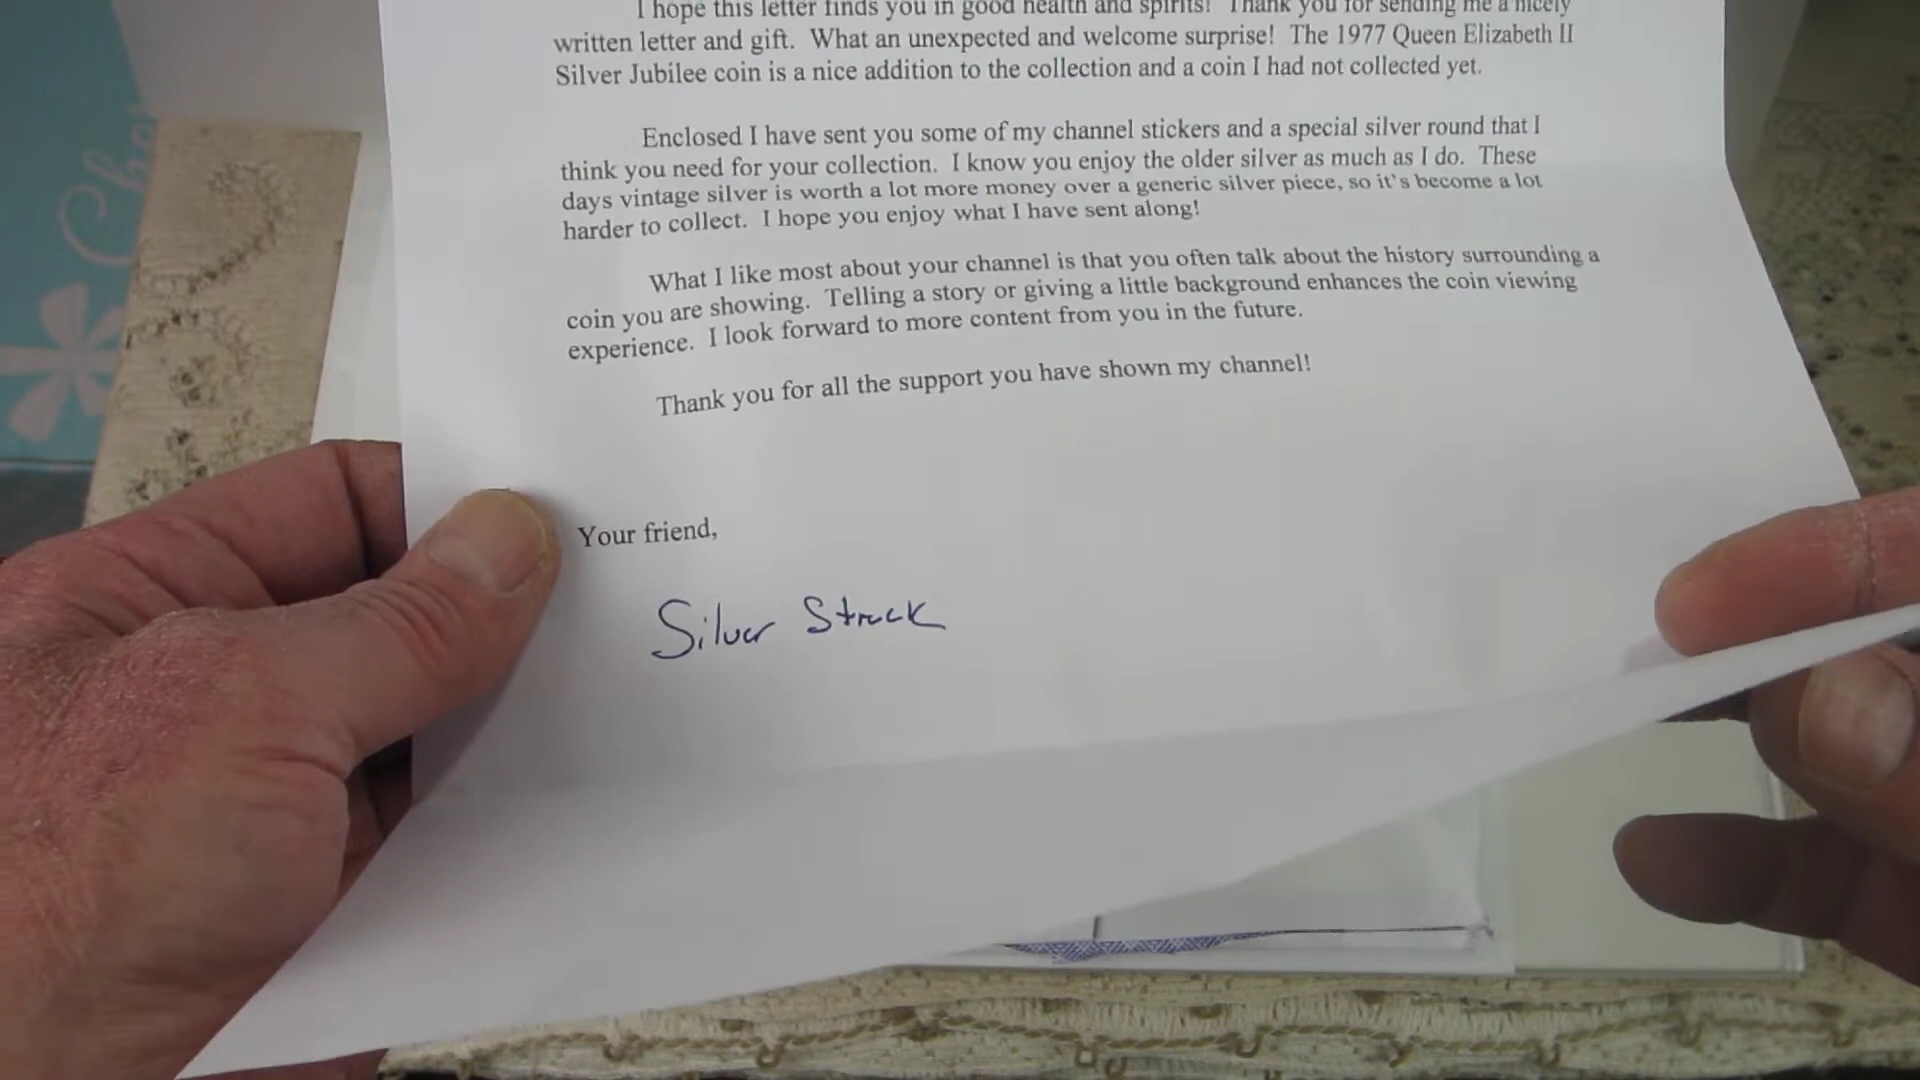 I hope this letter finds you in good health and spirits! Thank you for sending me a nicely
written letter and gift. What an unexpected and welcome surprise! The 1977 Queen Elizabeth II
Silver Jubilee coin is a nice addition to the collection and a coin I had not collected yet.
Enclosed I have sent you some of my channel stickers and a special silver round that I
think you need for your collection. I know you enjoy the older silver as much as I do. These
days vintage silver is worth a lot more money over a generic silver piece, so it's become a lot
harder to collect. I hope you enjoy what I have sent along!
What I like most about your channel is that you often talk about the history surrounding a
coin you are showing. Telling a story or giving a little background enhances the coin viewing
experience. I look forward to more content from you in the future.
Thank you for all the support you have shown my channel!
Your friend,
Silver Struck